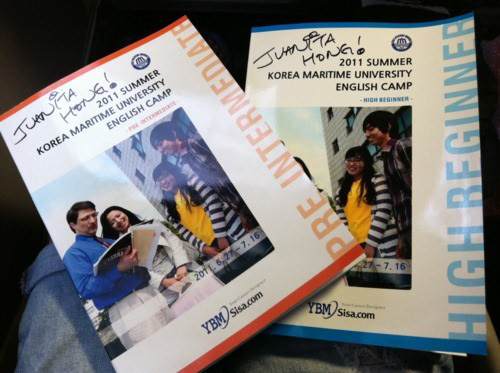 JUANITA
HONG!
2011 SUMMER
KOREA MARITIME UNIVERSITY
ENGLISH CAMP
- PRE INTERMEDIATE -
PRE INTERMEDIATE
2011. 6. 27 - 7. 16
YBM Sisa.com
JUANITA
HONG!
2011 SUMMER
KOREA MARITIME UNIVERSITY
ENGLISH CAMP
- HIGH BEGINNER -
HIGH BEGINNER
27 - 7. 16
YBM Sisa.com